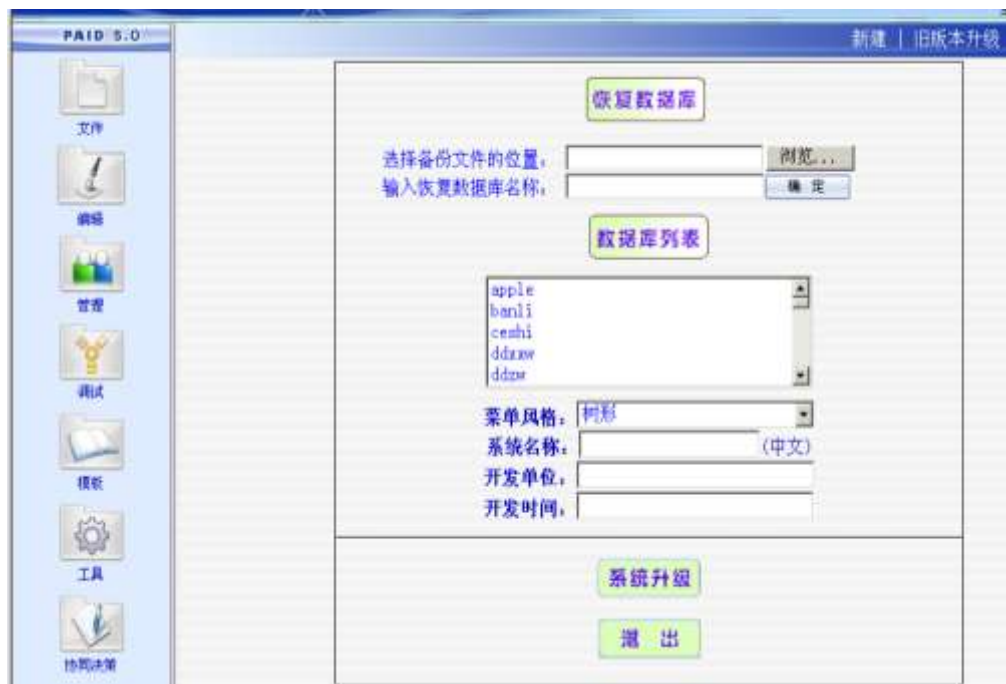 PAID 5.0
新建 | 旧版本升级
文件
编辑
管理
调试
模板
工具
协同决策
恢复数据库
选择备份文件的位置：
浏览...
输入恢复数据库名称：
确 定
数据库列表
apple
banli
ceshi
ddzxw
ddzw
菜单风格：
树形
系统名称：
(中文)
开发单位：
开发时间：
系统升级
退 出